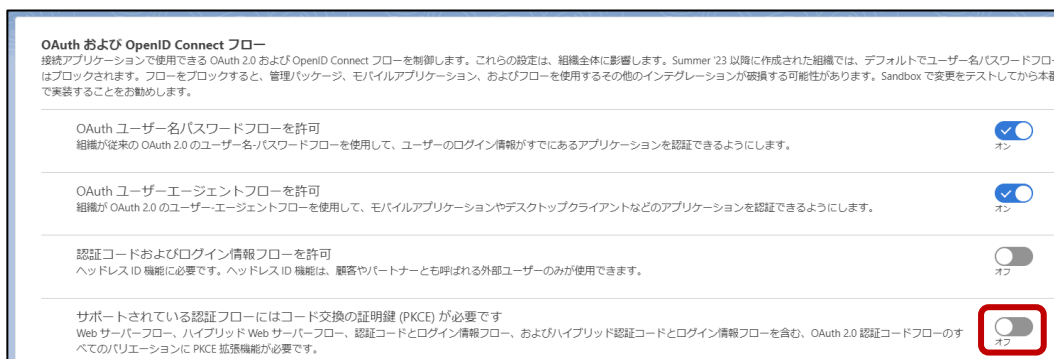 OAuth および OpenID Connect フロー
接続アプリケーションで使用できる OAuth 2.0 および OpenID Connect フローを制御します。これらの設定は、組織全体に影響します。Summer '23 以降に作成された組織では、デフォルトでユーザー名パスワードフロー
はブロックされます。フローをブロックすると、管理パッケージ、モバイルアプリケーション、およびフローを使用するその他のインテグレーションが破損する可能性があります。Sandbox で変更をテストしてから本番
で実装することをお勧めします。
OAuth ユーザー名パスワードフローを許可
組織が従来の OAuth 2.0 のユーザー名-パスワードフローを使用して、ユーザーのログイン情報がすでにあるアプリケーションを認証できるようにします。
オン
OAuth ユーザーエージェントフローを許可
組織が OAuth 2.0 のユーザー-エージェントフローを使用して、モバイルアプリケーションやデスクトップクライアントなどのアプリケーションを認証できるようにします。
オン
認証コードおよびログイン情報フローを許可
ヘッドレス ID 機能に必要です。ヘッドレス ID 機能は、顧客やパートナーとも呼ばれる外部ユーザーのみが使用できます。
オフ
サポートされている認証フローにはコード交換の証明鍵 (PKCE) が必要です
Web サーバーフロー、ハイブリッド Web サーバーフロー、認証コードとログイン情報フロー、およびハイブリッド認証コードとログイン情報フローを含む、OAuth 2.0 認証コードフローのす
べてのバリエーションに PKCE 拡張機能が必要です。
オフ